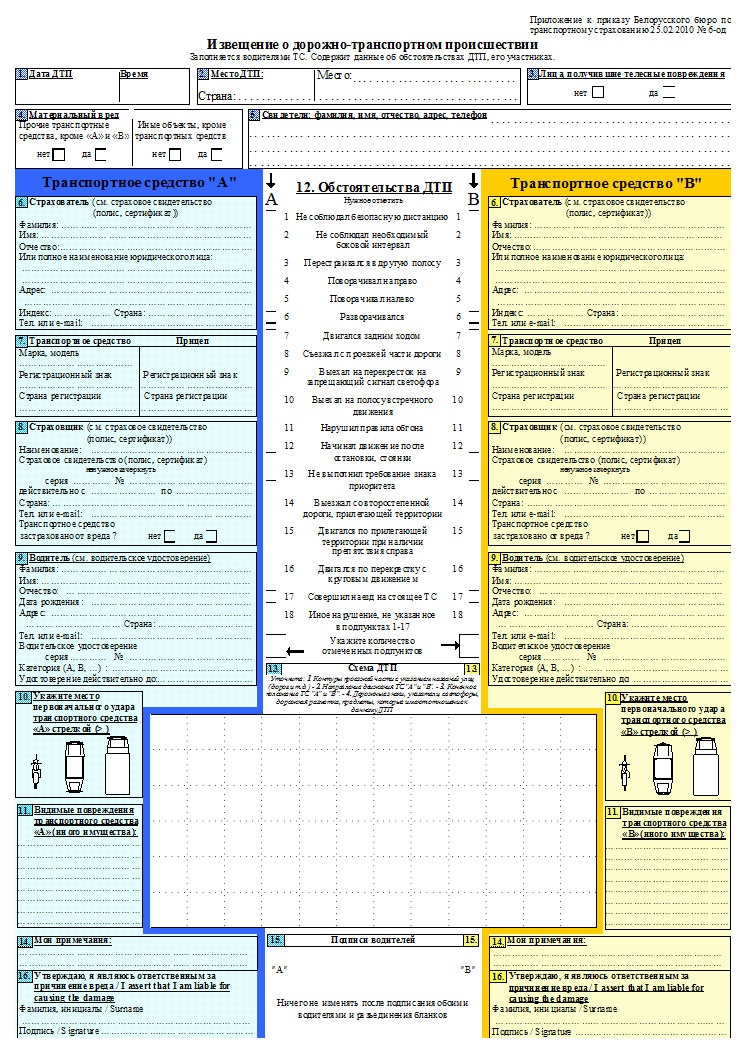 Приложение к приказу Белорусского бюро по
транспортному страхованию 25.02.2010 № 6-од
Извещение о дорожно-транспортном происшествии
Заполняется водителями ТС. Содержит данные об обстоятельствах ДТП, его участниках.
1. Дата ДТП Время
2. Место ДТП: Место:
Страна:
3. Лица получившие телесные повреждения
нет да
4. Материальный вред
Прочие транспортные средства, кроме «А» и «В»
нет да
Иные объекты, кроме транспортных средств
нет да
5. Свидетели: фамилия, имя, отчество, адрес, телефон
Транспортное средство "А"
6. Страхователь (см. страховое свидетельство
(полис, сертификат))
Фамилия:
Имя:
Отчество:
Или полное наименование юридического лица:
Адрес:
Индекс: Страна:
Тел. или e-mail:
7. Транспортное средство Прицеп
Марка, модель
Регистрационный знак Регистрационный знак
Страна регистрации Страна регистрации
8. Страховщик (см. страховое свидетельство
(полис, сертификат))
Наименование:
Страховое свидетельство (полис, сертификат)
ненужное зачеркнуть
серия № 
действительно с по
Страна:
Тел. или e-mail:
Транспортное средство
застраховано от вреда ? нет да
9. Водитель (см. водительское удостоверение)
Фамилия:
Имя:
Отчество:
Дата рождения:
Адрес:
Страна:
Тел. или e-mail:
Водительское удостоверение
серия №
Категория (А, В, ...) :
Удостоверение действительно до:
10. Укажите место
первоначального удара
транспортного средства
«А» стрелкой (> )
11. Видимые повреждения
транспортного средства
«А» (иного имущества):
14. Мои примечания:
16. Утверждаю, я являюсь ответственным за
причинение вреда / I assert that I am liable for
causing the damage
Фамилия, инициалы / Surname
Подпись / Signature
А 12. Обстоятельства ДТП В
Нужное отметить
1 Не соблюдал безопасную дистанцию 1
2 Не соблюдал необходимый 2
боковой интервал
3 Перестраивался в другую полосу 3
4 Поворачивал направо 4
5 Поворачивал налево 5
6 Разворачивался 6
7 Двигался задним ходом 7
8 Съезжал с проезжей части дороги 8
9 Выехал на перекресток на 9
запрещающий сигнал светофора
10 Выехал на полосу встречного 10
движения
11 Нарушил правила обгона 11
12 Начинал движение после 12
остановки, стоянки
13 Не выполнил требование знака 13
приоритета
14 Выезжал со второстепенной 14
дороги, прилегающей территории
15 Двигался по прилегающей 15
территории при наличии
препятствия справа
16 Двигался по перекрестку с 16
круговым движением
17 Совершил наезд на стоящее ТС 17
18 Иное нарушение, не указанное 18
в подпунктах 1-17
Укажите количество
отмеченных подпунктов
13. Схема ДТП 13
Уточните: 1 Контуры проезжей части с указанием названий улиц
(дорог и т.д.) - 2. Направление движения ТС "А" и "В". - 3. Конечное
положение ТС "А" и "В". - 4. Дорожные знаки, указатели, светофоры,
дорожная разметка, предметы, которые имеют отношение к
данному ДТП
15. Подписи водителей 15.
"А" "В"
Ничего не изменять после подписания обоими
водителями и разъединения бланков
Транспортное средство "В"
6. Страхователь (см. страховое свидетельство
(полис, сертификат))
Фамилия:
Имя:
Отчество:
Или полное наименование юридического лица:
Адрес:
Индекс: Страна:
Тел. или e-mail:
7. Транспортное средство Прицеп
Марка, модель
Регистрационный знак Регистрационный знак
Страна регистрации Страна регистрации
8. Страховщик (см. страховое свидетельство
(полис, сертификат))
Наименование:
Страховое свидетельство (полис, сертификат)
ненужное зачеркнуть
серия №
действительно с по
Страна:
Тел. или e-mail:
Транспортное средство
застраховано от вреда ? нет да
9. Водитель (см. водительское удостоверение)
Фамилия:
Имя:
Отчество:
Дата рождения:
Адрес:
Страна:
Тел. или e-mail:
Водительское удостоверение
серия №
Категория (А, В, ...) :
Удостоверение действительно до:
10. Укажите место
первоначального удара
транспортного средства
«В» стрелкой (> )
11. Видимые повреждения
транспортного средства
«В» (иного имущества):
14. Мои примечания:
16. Утверждаю, я являюсь ответственным за
причинение вреда / I assert that I am liable for
causing the damage
Фамилия, инициалы / Surname
Подпись / Signature